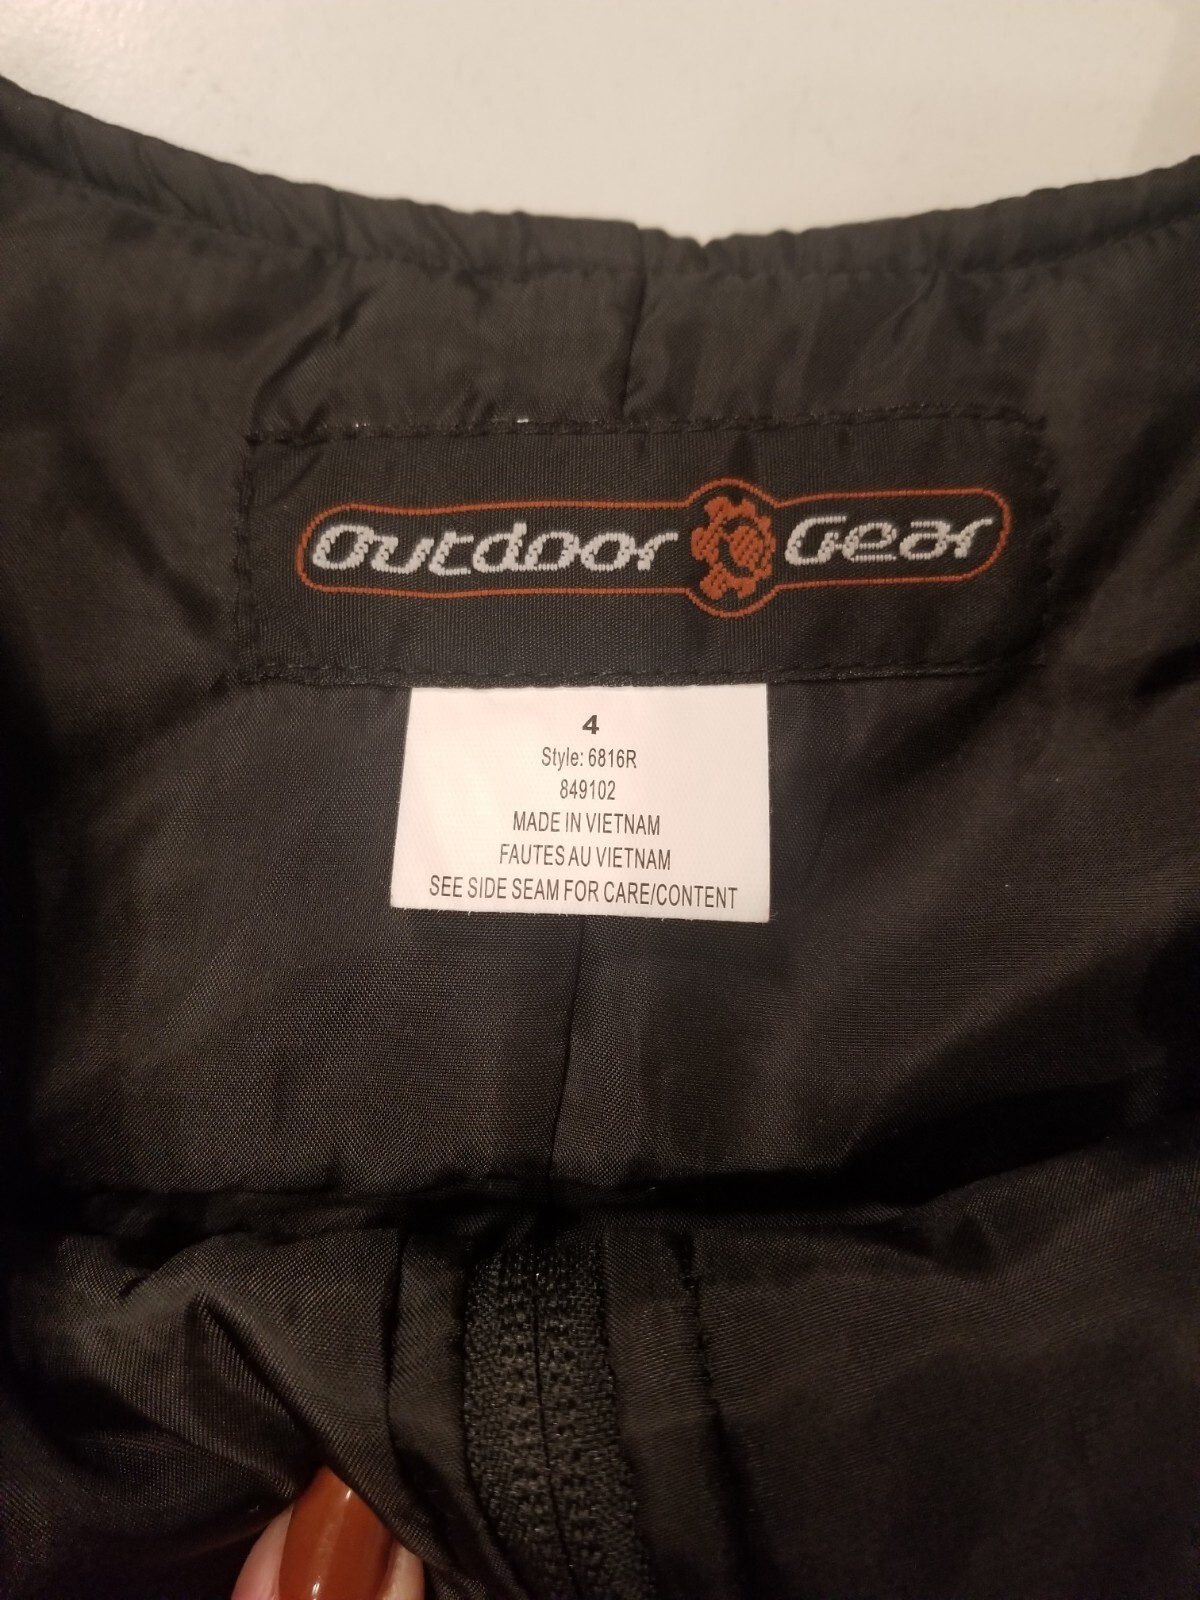 Outdoor Gear
4
Style: 6816R
849102
MADE IN VIETNAM
FAUTES AU VIETNAM
SEE SIDE SEAM FOR CARE/CONTENT